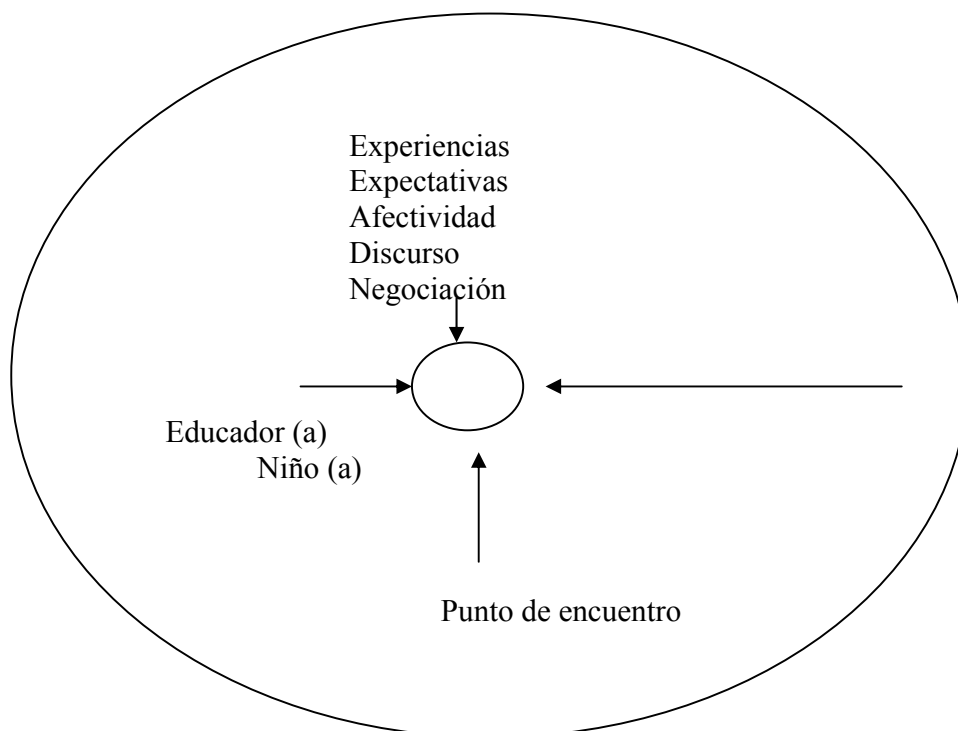 Experiencias
Expectativas
Afectividad
Discurso
Negociación
Educador (a)
Niño (a)
Punto de encuentro